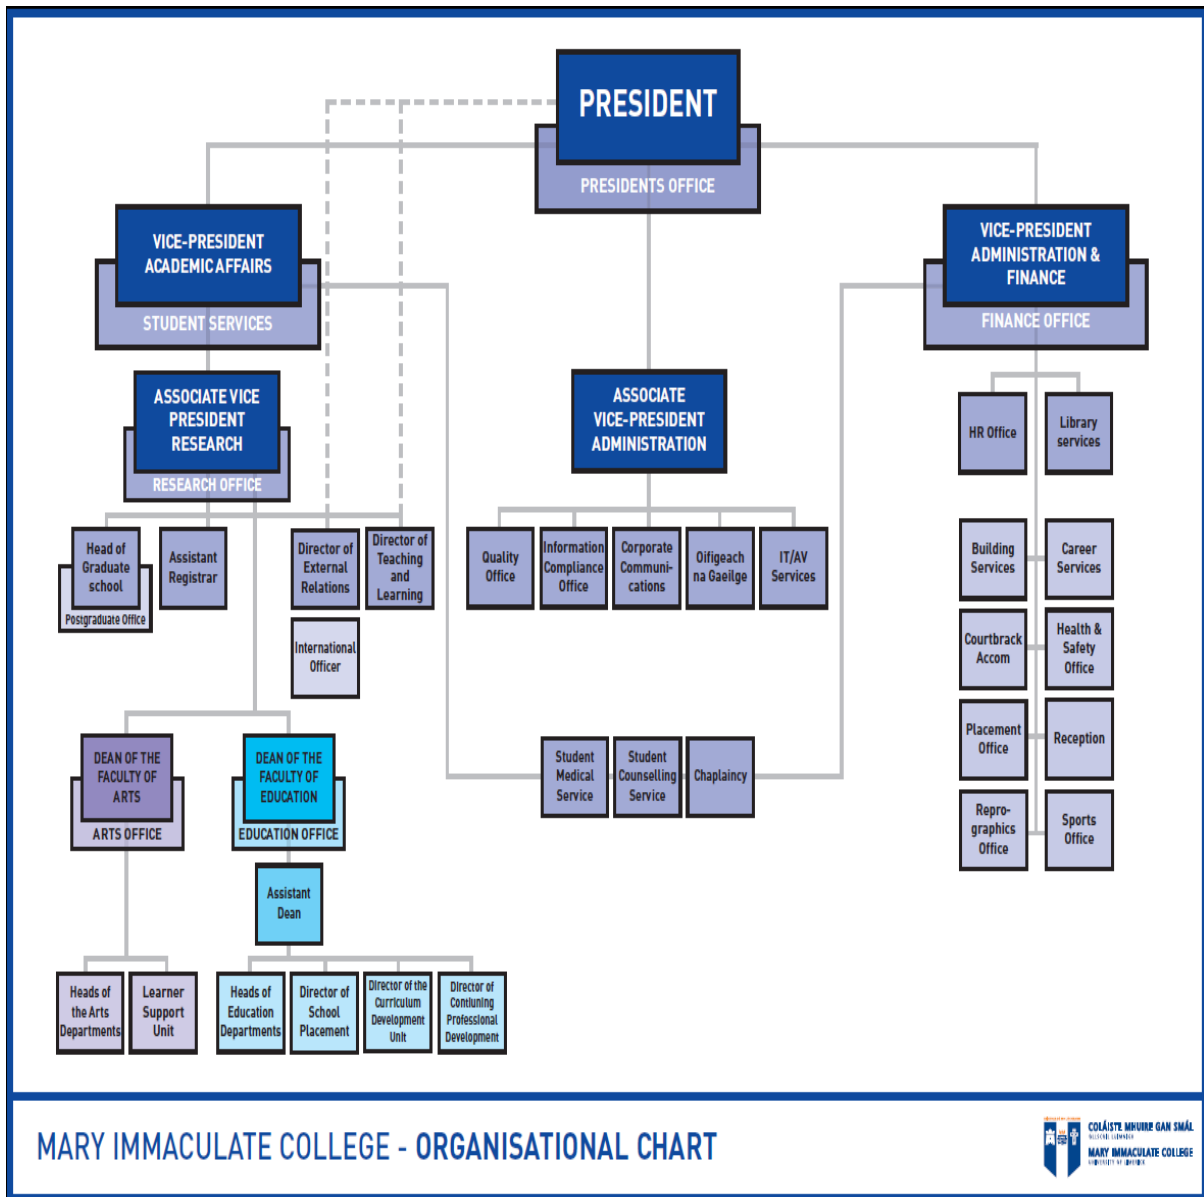 PRESIDENT
PRESIDENTS OFFICE
VICE-PRESIDENT
ACADEMIC AFFAIRS
STUDENT SERVICES
VICE-PRESIDENT
ADMINISTRATION &
FINANCE
FINANCE OFFICE
ASSOCIATE VICE
PRESIDENT
RESEARCH
RESEARCH OFFICE
ASSOCIATE
VICE-PRESIDENT
ADMINISTRATION
HR Office
Library
services
Head of
Graduate
school
Postgraduate Office
Assistant
Registrar
Director of
External
Relations
Director of
Teaching
and
Learning
International
Officer
Quality
Office
Information
Compliance
Office
Corporate
Communi-
cations
Oifigeach
na Gaeilge
IT/AV
Services
Building
Services
Career
Services
Courtbrack
Accom
Health &
Safety
Office
Placement
Office
Reception
Repro-
graphics
Office
Sports
Office
Student
Medical
Service
Student
Counselling
Service
Chaplaincy
DEAN OF THE
FACULTY OF
ARTS
ARTS OFFICE
DEAN OF THE
FACULTY OF
EDUCATION
EDUCATION OFFICE
Assistant
Dean
Heads of
the Arts
Departments
Learner
Support
Unit
Heads of
Education
Departments
Director of
School
Placement
Director of the
Curriculum
Development
Unit
Director of
Contiuning
Professional
Development
MARY IMMACULATE COLLEGE - ORGANISATIONAL CHART
COLÁISTE MHUIRE GAN SMÁL
MARY IMMACULATE COLLEGE
UNIVERSITY OF LIMERICK